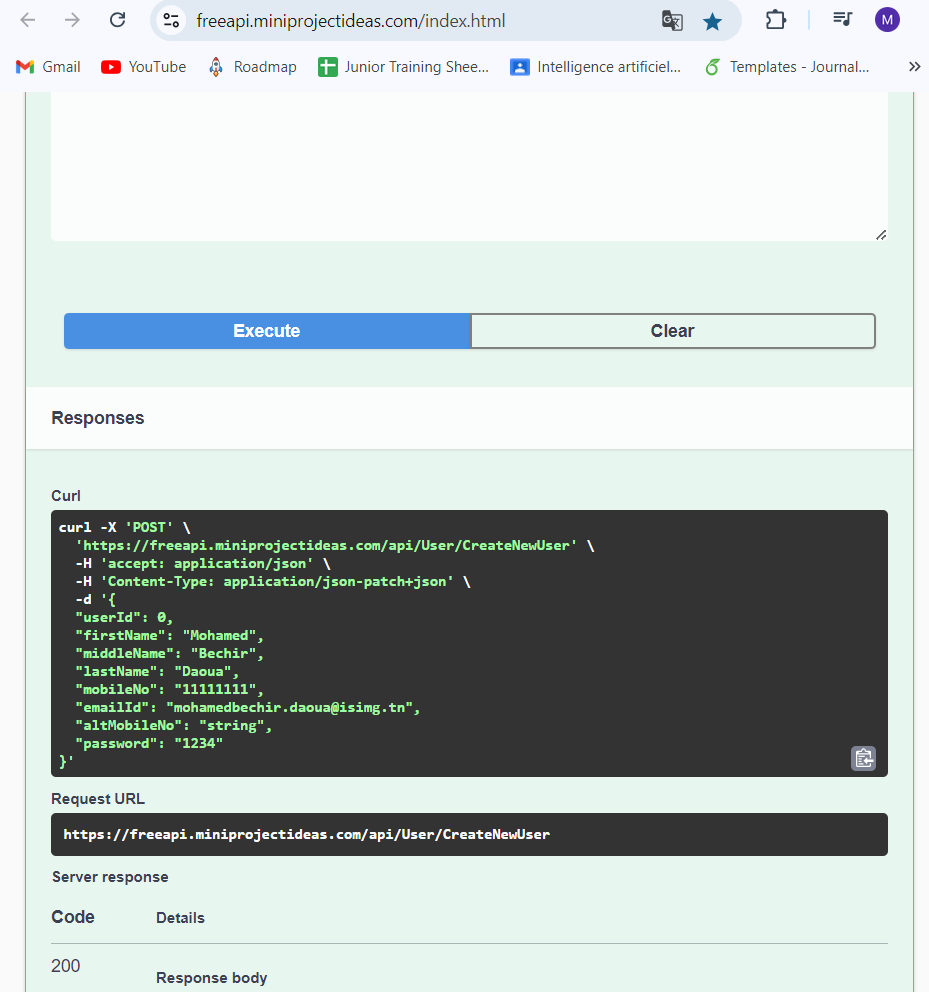 freeapi.miniprojectideas.com/index.html
M
Gmail
YouTube
Roadmap
Junior Training Shee...
Intelligence artificiel...
Templates - Journal...
Execute
Clear
Responses
Curl
curl -X 'POST' \
'https://freeapi.miniprojectideas.com/api/User/CreateNewUser' \
-H 'accept: application/json' \
-H 'Content-Type: application/json-patch+json' \
-d '{
"userId": 0,
"firstName": "Mohamed",
"middleName": "Bechir",
"lastName": "Daoua",
"mobileNo": "11111111",
"emailId": "mohamedbechir.daoua@isimg.tn",
"altMobileNo": "string",
"password": "1234"
}'
Request URL
https://freeapi.miniprojectideas.com/api/User/CreateNewUser
Server response
Code
Details
200
Response body